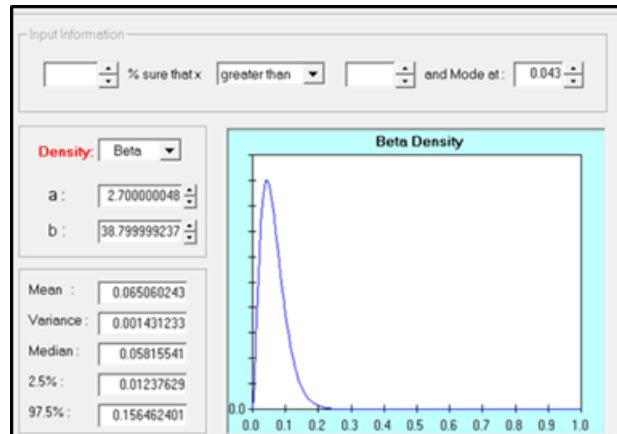 Input Information
% sure that x greater than and Mode at : 0.043
Density: Beta
a : 2.700000048
b : 38.799999237
Mean : 0.065060243
Variance : 0.001431233
Median : 0.05815541
2.5% : 0.01237629
97.5% : 0.156462401
Beta Density
0.0
0.0 0.1 0.2 0.3 0.4 0.5 0.6 0.7 0.8 0.9 1.0